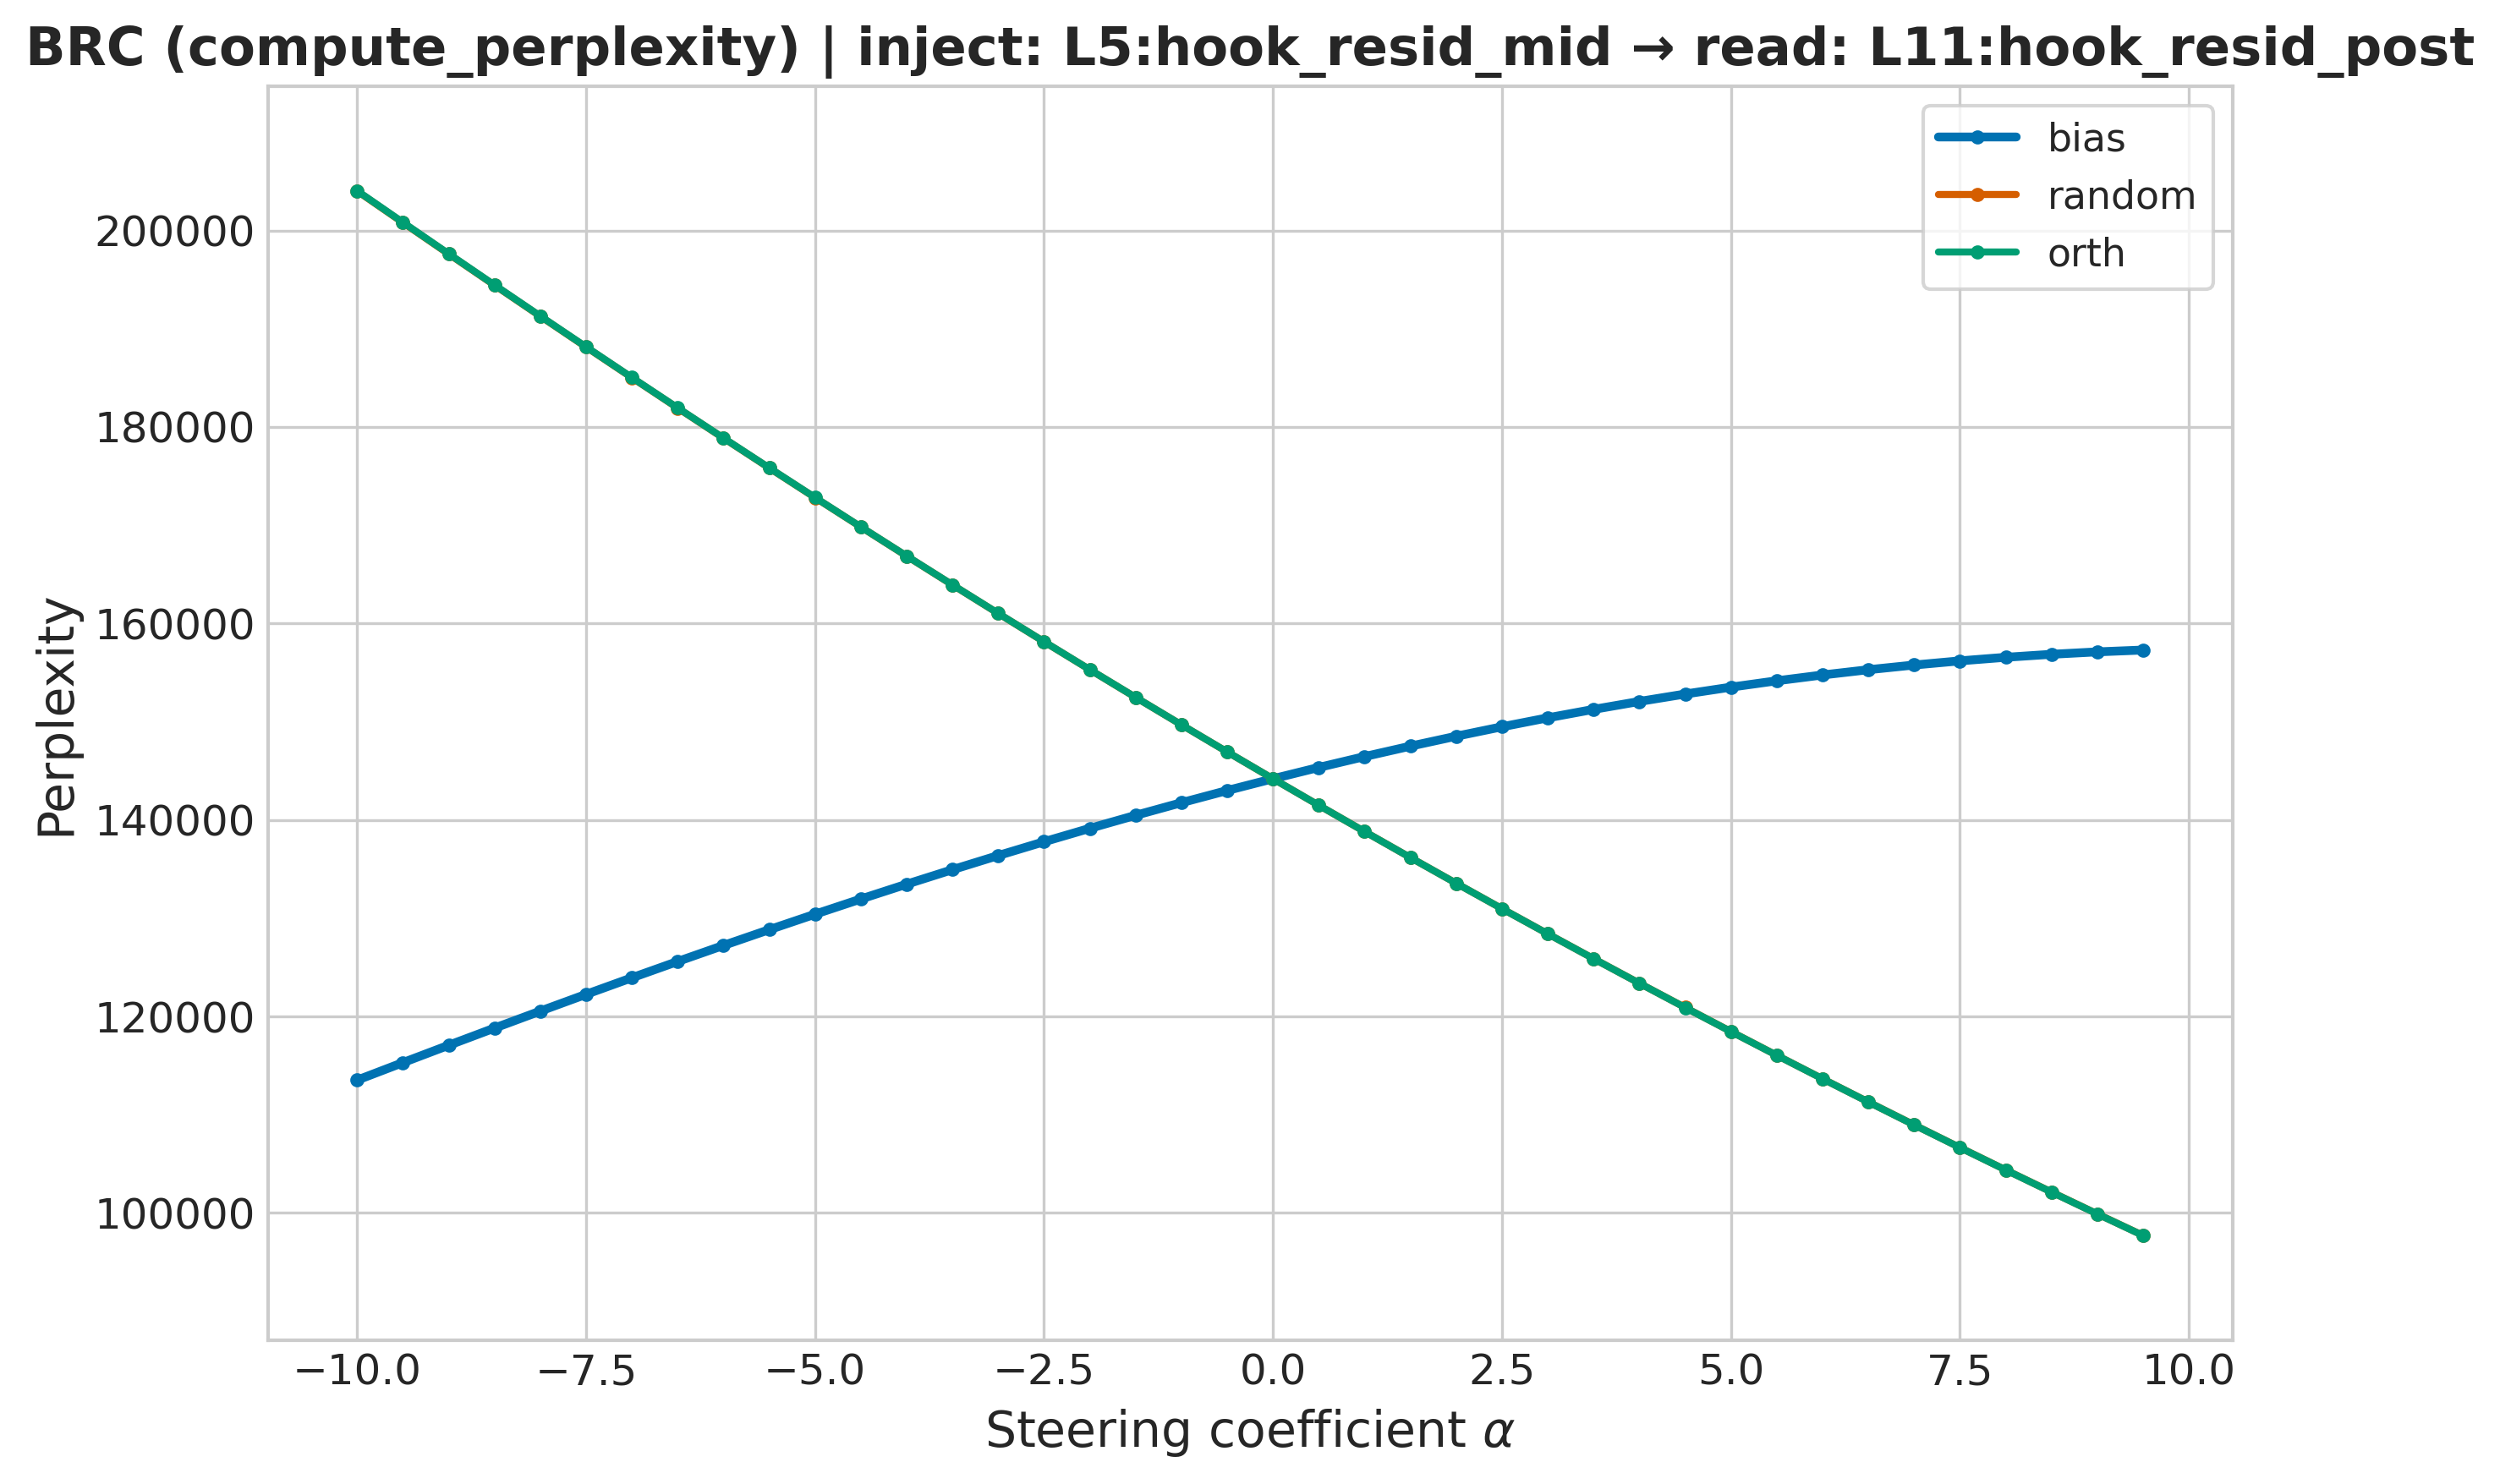 BRC (compute_perplexity) | inject: L5:hook_resid_mid → read: L11:hook_resid_post
bias
random
orth
200000
180000
160000
140000
120000
100000
Perplexity
−10.0 −7.5 −5.0 −2.5 0.0 2.5 5.0 7.5 10.0
Steering coefficient α